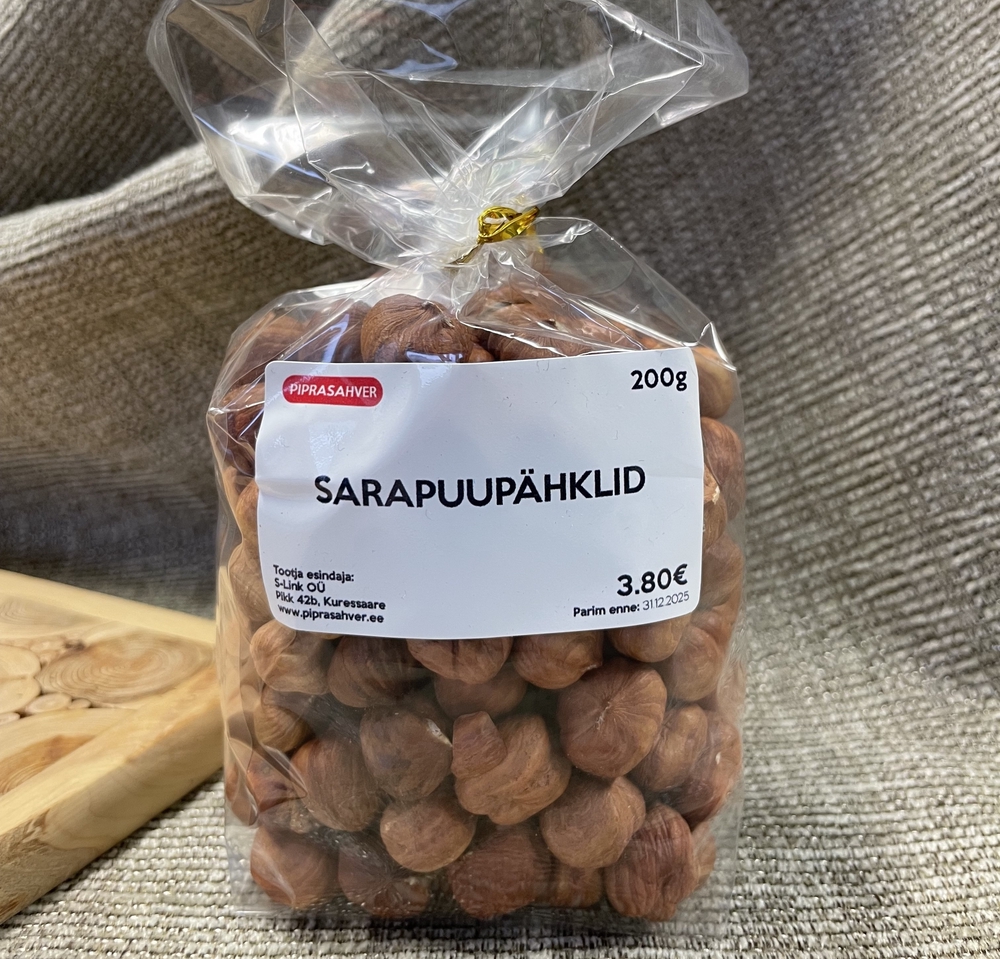 PIPRASAHVER
200g
SARAPUUPÄHKLID
Tootja esindaja:
S-Link OÜ
Pikk 42b, Kuressaare
www.piprasahver.ee
3.80€
Parim enne: 31.12.2025